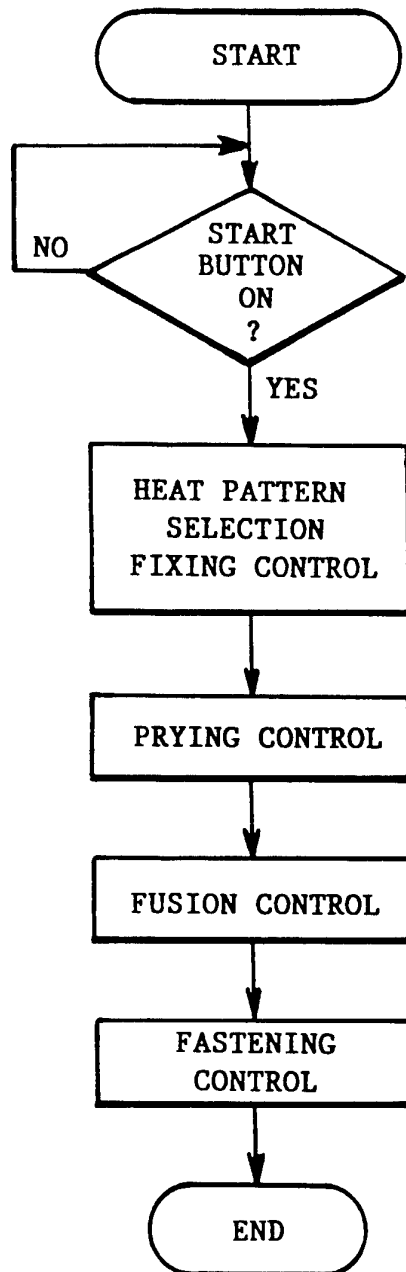 START
START
BUTTON
ON
?
NO
YES
HEAT PATTERN
SELECTION
FIXING CONTROL
PRYING CONTROL
FUSION CONTROL
FASTENING
CONTROL
END